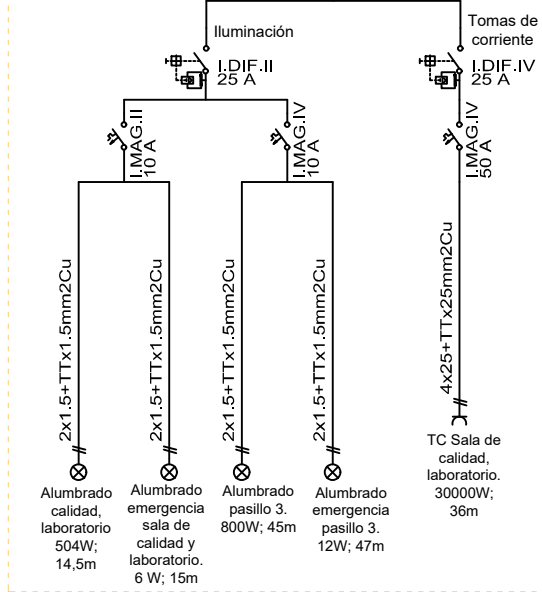 Iluminación
Tomas de
corriente
I.DIF.II
25 A
I.DIF.IV
25 A
I.MAG.II
10 A
I.MAG.IV
10 A
I.MAG.IV
50 A
2x1.5+TTx1.5mm2Cu
2x1.5+TTx1.5mm2Cu
2x1.5+TTx1.5mm2Cu
2x1.5+TTx1.5mm2Cu
4x25+TTx25mm2Cu
Alumbrado
calidad,
laboratorio
504W;
14,5m
Alumbrado
emergencia
sala de
calidad y
laboratorio.
6 W; 15m
Alumbrado
pasillo 3.
800W; 45m
Alumbrado
emergencia
pasillo 3.
12W; 47m
TC Sala de
calidad,
laboratorio.
30000W;
36m